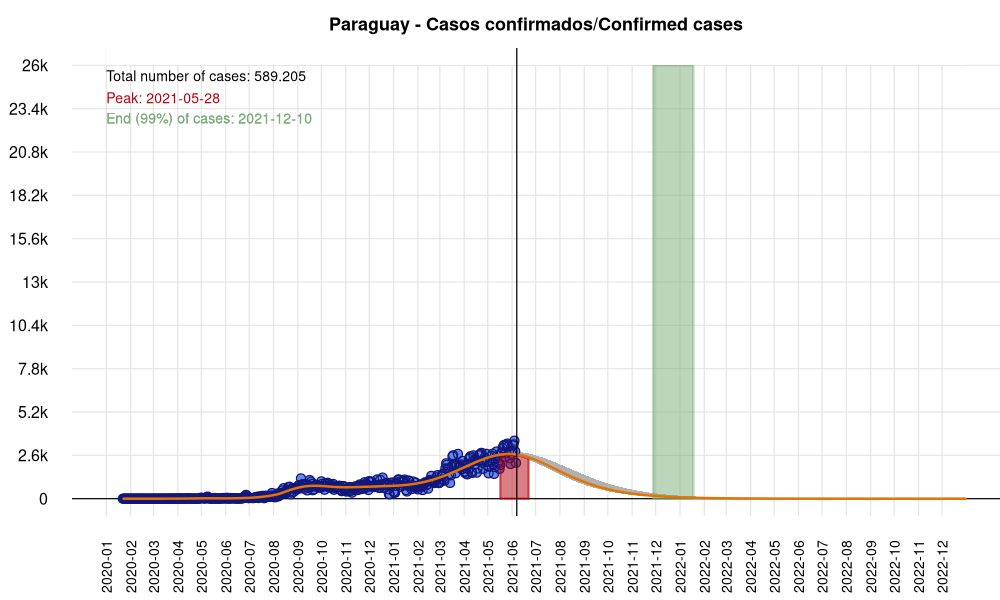 Paraguay - Casos confirmados/Confirmed cases
Total number of cases: 589.205
Peak: 2021-05-28
End (99%) of cases: 2021-12-10
26k
23.4k
20.8k
18.2k
15.6k
13k
10.4k
7.8k
5.2k
2.6k
0
2020-01
2020-02
2020-03
2020-04
2020-05
2020-06
2020-07
2020-08
2020-09
2020-10
2020-11
2020-12
2021-01
2021-02
2021-03
2021-04
2021-05
2021-06
2021-07
2021-08
2021-09
2021-10
2021-11
2021-12
2022-01
2022-02
2022-03
2022-04
2022-05
2022-06
2022-07
2022-08
2022-09
2022-10
2022-11
2022-12